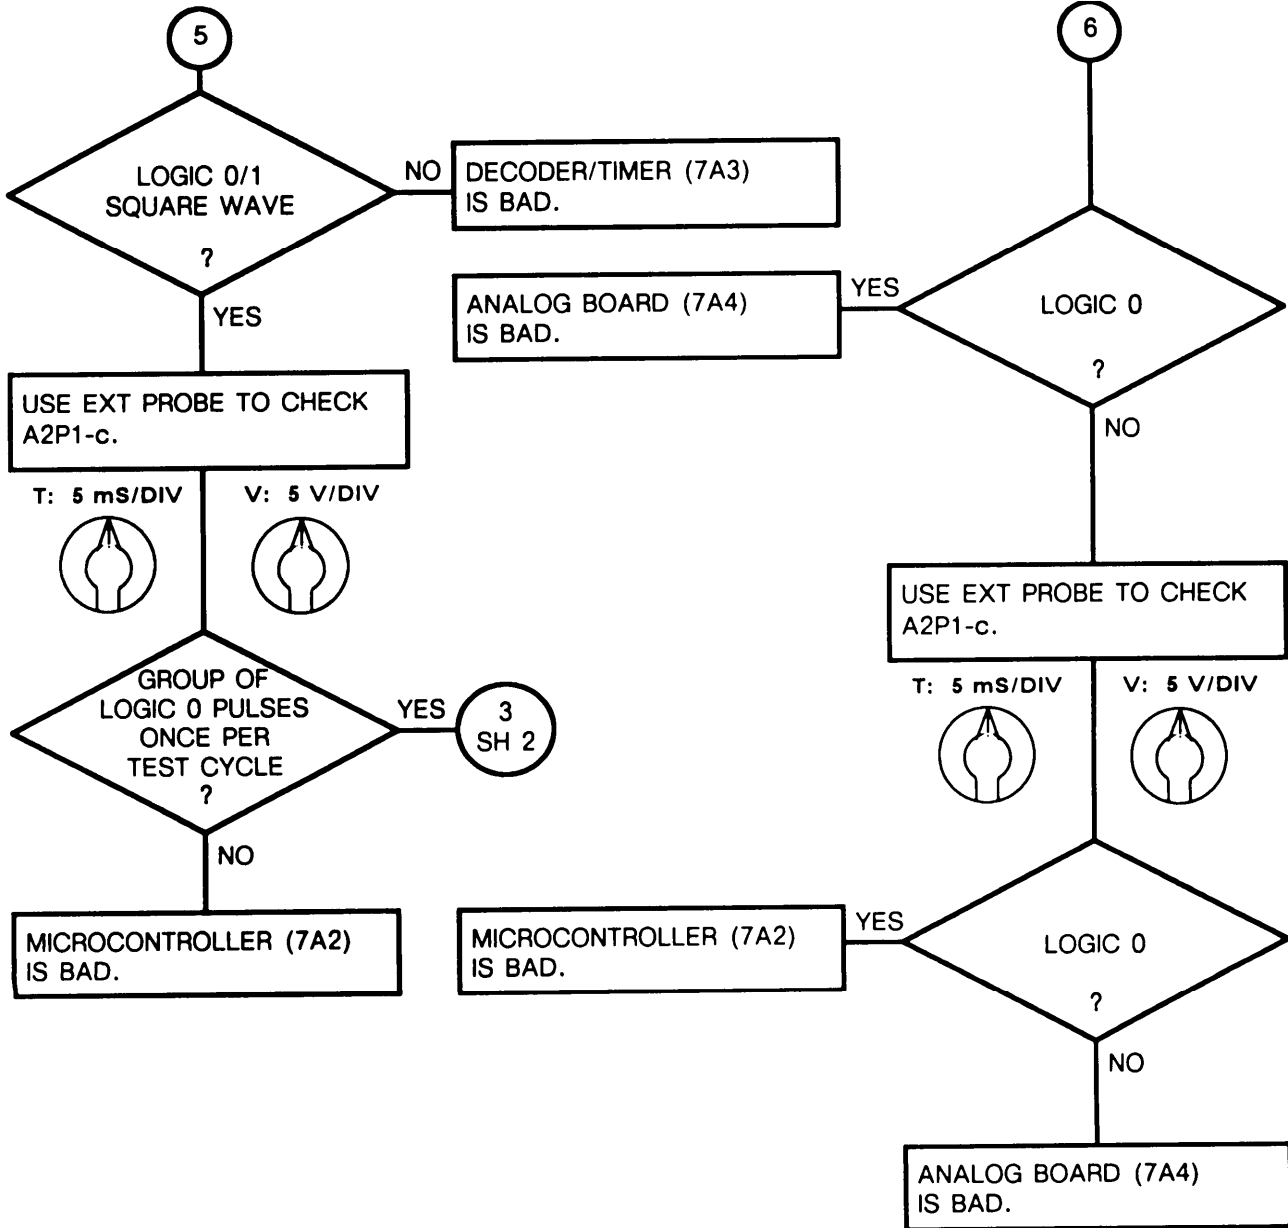 5
LOGIC 0/1
SQUARE WAVE
?
NO
DECODER/TIMER (7A3)
IS BAD.
YES
USE EXT PROBE TO CHECK
A2P1-c.
T: 5 mS/DIV
V: 5 V/DIV
GROUP OF
LOGIC 0 PULSES
ONCE PER
TEST CYCLE
?
YES
3
SH 2
NO
MICROCONTROLLER (7A2)
IS BAD.
6
LOGIC 0
?
YES
ANALOG BOARD (7A4)
IS BAD.
NO
USE EXT PROBE TO CHECK
A2P1-c.
T: 5 mS/DIV
V: 5 V/DIV
LOGIC 0
?
YES
MICROCONTROLLER (7A2)
IS BAD.
NO
ANALOG BOARD (7A4)
IS BAD.